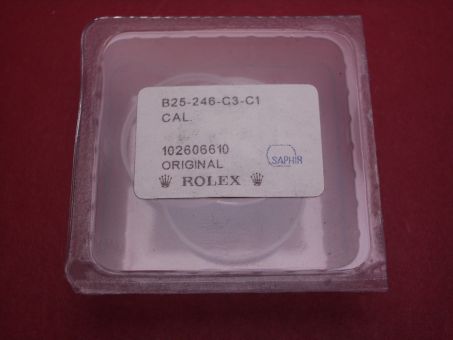 B25-246-C3-C1
CAL.
102606610
ORIGINAL
SAPHIR
ROLEX